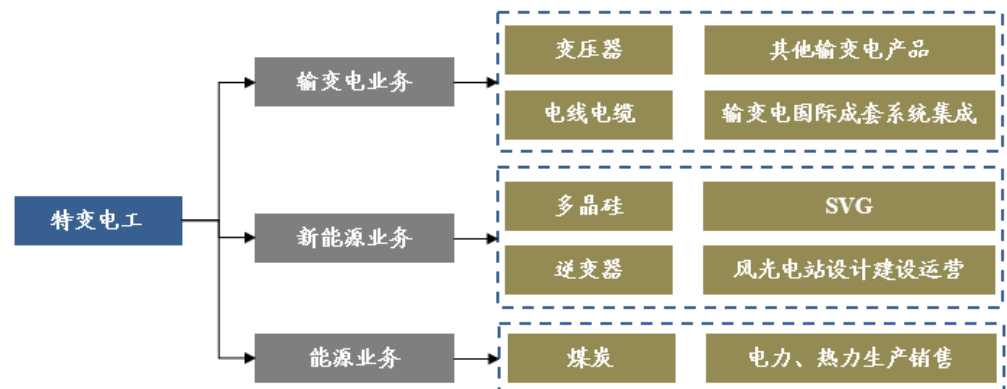 特变电工
输变电业务
变压器
其他输变电产品
电线电缆
输变电国际成套系统集成
新能源业务
多晶硅
SVG
逆变器
风光电站设计建设运营
能源业务
煤炭
电力、热力生产销售